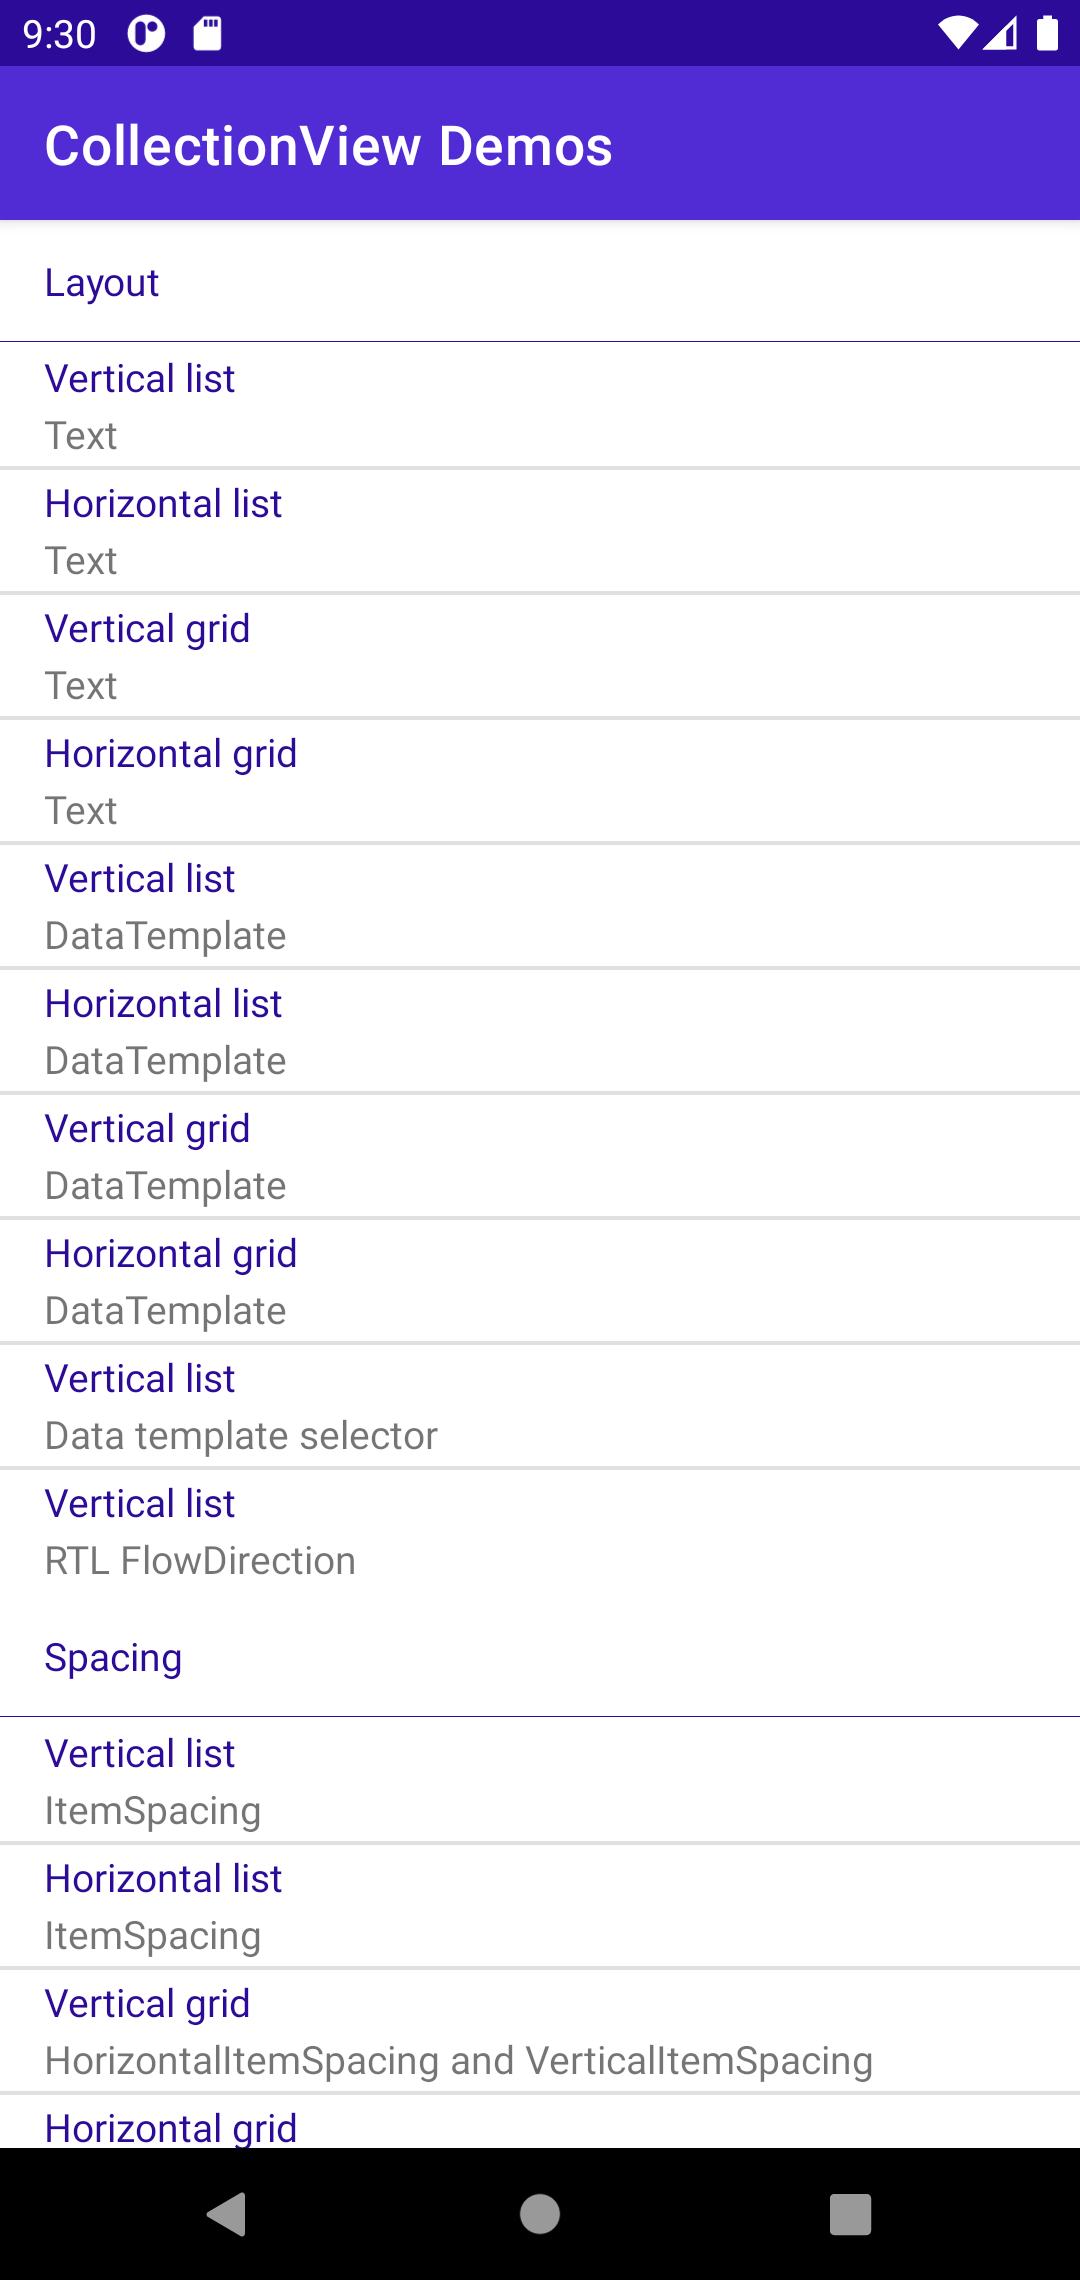 9:30
CollectionView Demos
Layout
Vertical list
Text
Horizontal list
Text
Vertical grid
Text
Horizontal grid
Text
Vertical list
DataTemplate
Horizontal list
DataTemplate
Vertical grid
DataTemplate
Horizontal grid
DataTemplate
Vertical list
Data template selector
Vertical list
RTL FlowDirection
Spacing
Vertical list
ItemSpacing
Horizontal list
ItemSpacing
Vertical grid
HorizontalItemSpacing and VerticalItemSpacing
Horizontal grid